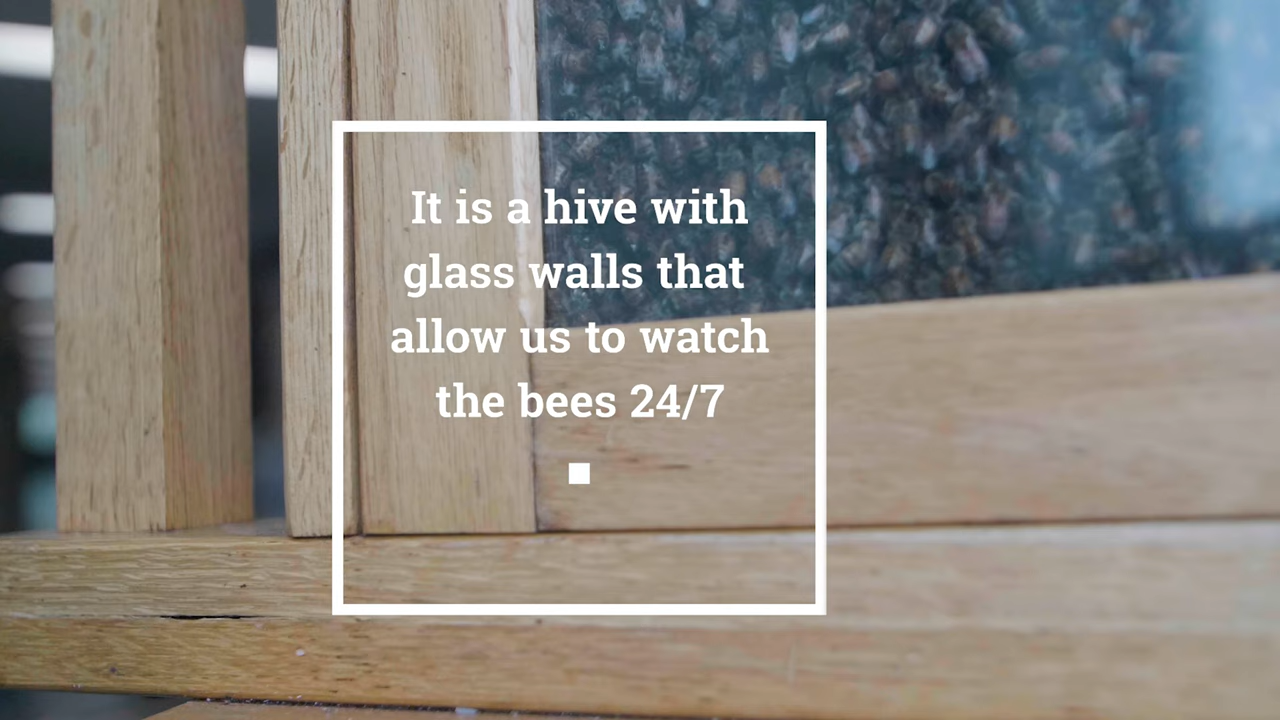 It is a hive with
glass walls that
allow us to watch
the bees 24/7